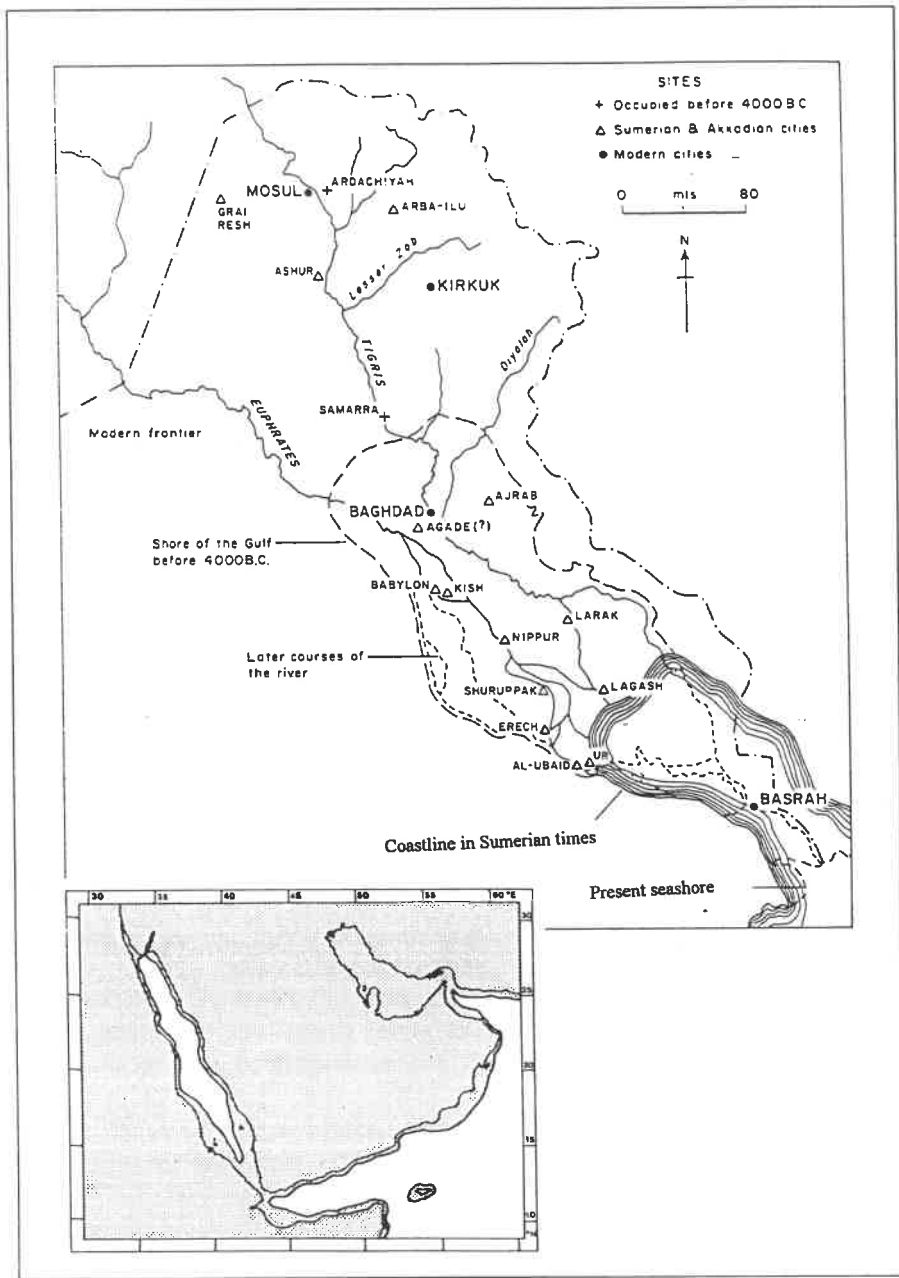 SITES
+ Occupied before 4000 B.C
△ Sumerian & Akkadian cities
● Modern cities
0 mls 80
N
MOSUL
ARDACHIYAH
GRAI
RESH
ARBA-ILU
ASHUR
Lesser Zab
KIRKUK
TIGRIS
Diyalah
SAMARRA
EUPHRATES
Modern frontier
AJRAB
BAGHDAD
AGADE (?)
Shore of the Gulf
before 4000 B.C.
BABYLON
KISH
LARAK
NIPPUR
Later courses of
the river
SHURUPPAK
LAGASH
ERECH
UR
AL-UBAID
BASRAH
Coastline in Sumerian times
Present seashore
30 35 40 45 50 55 60°E
30
25
20
15
10